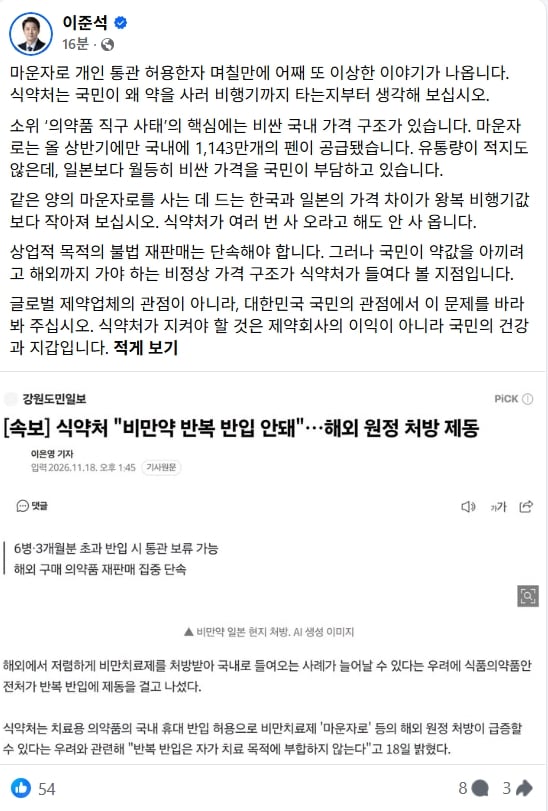 이준석
16분 ·
마운자로 개인 통관 허용한자 며칠만에 어째 또 이상한 이야기가 나옵니다.
식약처는 국민이 왜 약을 사러 비행기까지 타는지부터 생각해 보십시오.
소위 ‘의약품 직구 사태’의 핵심에는 비싼 국내 가격 구조가 있습니다. 마운자
로는 올 상반기에만 국내에 1,143만개의 펜이 공급됐습니다. 유통량이 적지도
않은데, 일본보다 월등히 비싼 가격을 국민이 부담하고 있습니다.
같은 양의 마운자로를 사는 데 드는 한국과 일본의 가격 차이가 왕복 비행기값
보다 작아져 보십시오. 식약처가 여러 번 사 오라고 해도 안 사 옵니다.
상업적 목적의 불법 재판매는 단속해야 합니다. 그러나 국민이 약값을 아끼려
고 해외까지 가야 하는 비정상 가격 구조가 식약처가 들여다 볼 지점입니다.
글로벌 제약업체의 관점이 아니라, 대한민국 국민의 관점에서 이 문제를 바라
봐 주십시오. 식약처가 지켜야 할 것은 제약회사의 이익이 아니라 국민의 건강
과 지갑입니다. 적게 보기
강원도민일보
PiCK
[속보] 식약처 "비만약 반복 반입 안돼"…해외 원정 처방 제동
이은영 기자
입력 2026.11.18. 오후 1:45 기사원문
댓글
가가
6병·3개월분 초과 반입 시 통관 보류 가능
해외 구매 의약품 재판매 집중 단속
▲ 비만약 일본 현지 처방. AI 생성 이미지
해외에서 저렴하게 비만치료제를 처방받아 국내로 들여오는 사례가 늘어날 수 있다는 우려에 식품의약품안
전처가 반복 반입에 제동을 걸고 나섰다.
식약처는 치료용 의약품의 국내 휴대 반입 허용으로 비만치료제 '마운자로' 등의 해외 원정 처방이 급증할
수 있다는 우려와 관련해 "반복 반입은 자가 치료 목적에 부합하지 않는다"고 18일 밝혔다.
54
8
3